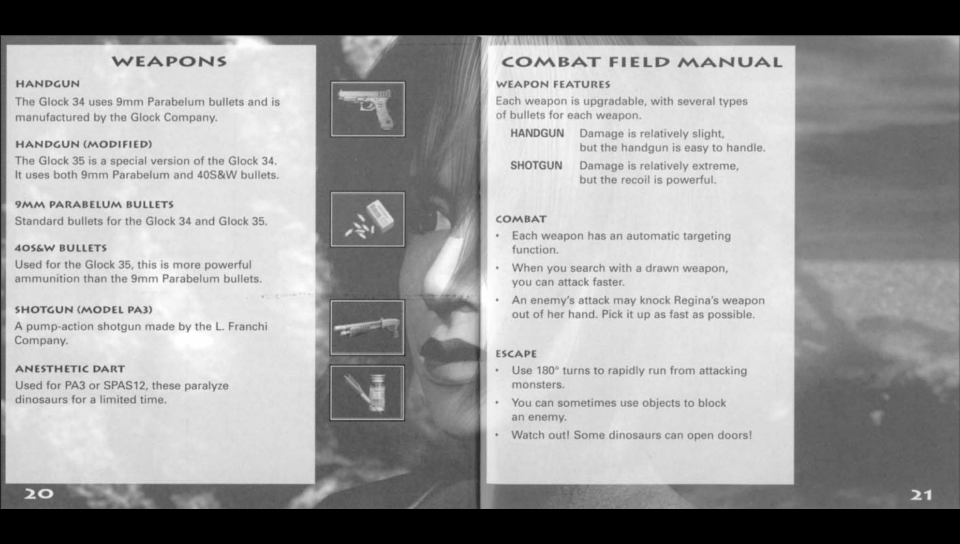 WEAPONS
HANDGUN
The Glock 34 uses 9mm Parabelum bullets and is
manufactured by the Glock Company.
HANDGUN (MODIFIED)
The Glock 35 is a special version of the Glock 34.
It uses both 9mm Parabelum and 40S&W bullets.
9MM PARABELUM BULLETS
Standard bullets for the Glock 34 and Glock 35.
40S&W BULLETS
Used for the Glock 35, this is more powerful
ammunition than the 9mm Parabelum bullets.
SHOTGUN (MODEL PA3)
A pump-action shotgun made by the L. Franchi
Company.
ANESTHETIC DART
Used for PA3 or SPAS12, these paralyze
dinosaurs for a limited time.
20
COMBAT FIELD MANUAL
WEAPON FEATURES
Each weapon is upgradable, with several types
of bullets for each weapon.
HANDGUN Damage is relatively slight,
but the handgun is easy to handle.
SHOTGUN Damage is relatively extreme,
but the recoil is powerful.
COMBAT
• Each weapon has an automatic targeting
function.
• When you search with a drawn weapon,
you can attack faster.
• An enemy's attack may knock Regina's weapon
out of her hand. Pick it up as fast as possible.
ESCAPE
• Use 180° turns to rapidly run from attacking
monsters.
• You can sometimes use objects to block
an enemy.
• Watch out! Some dinosaurs can open doors!
21